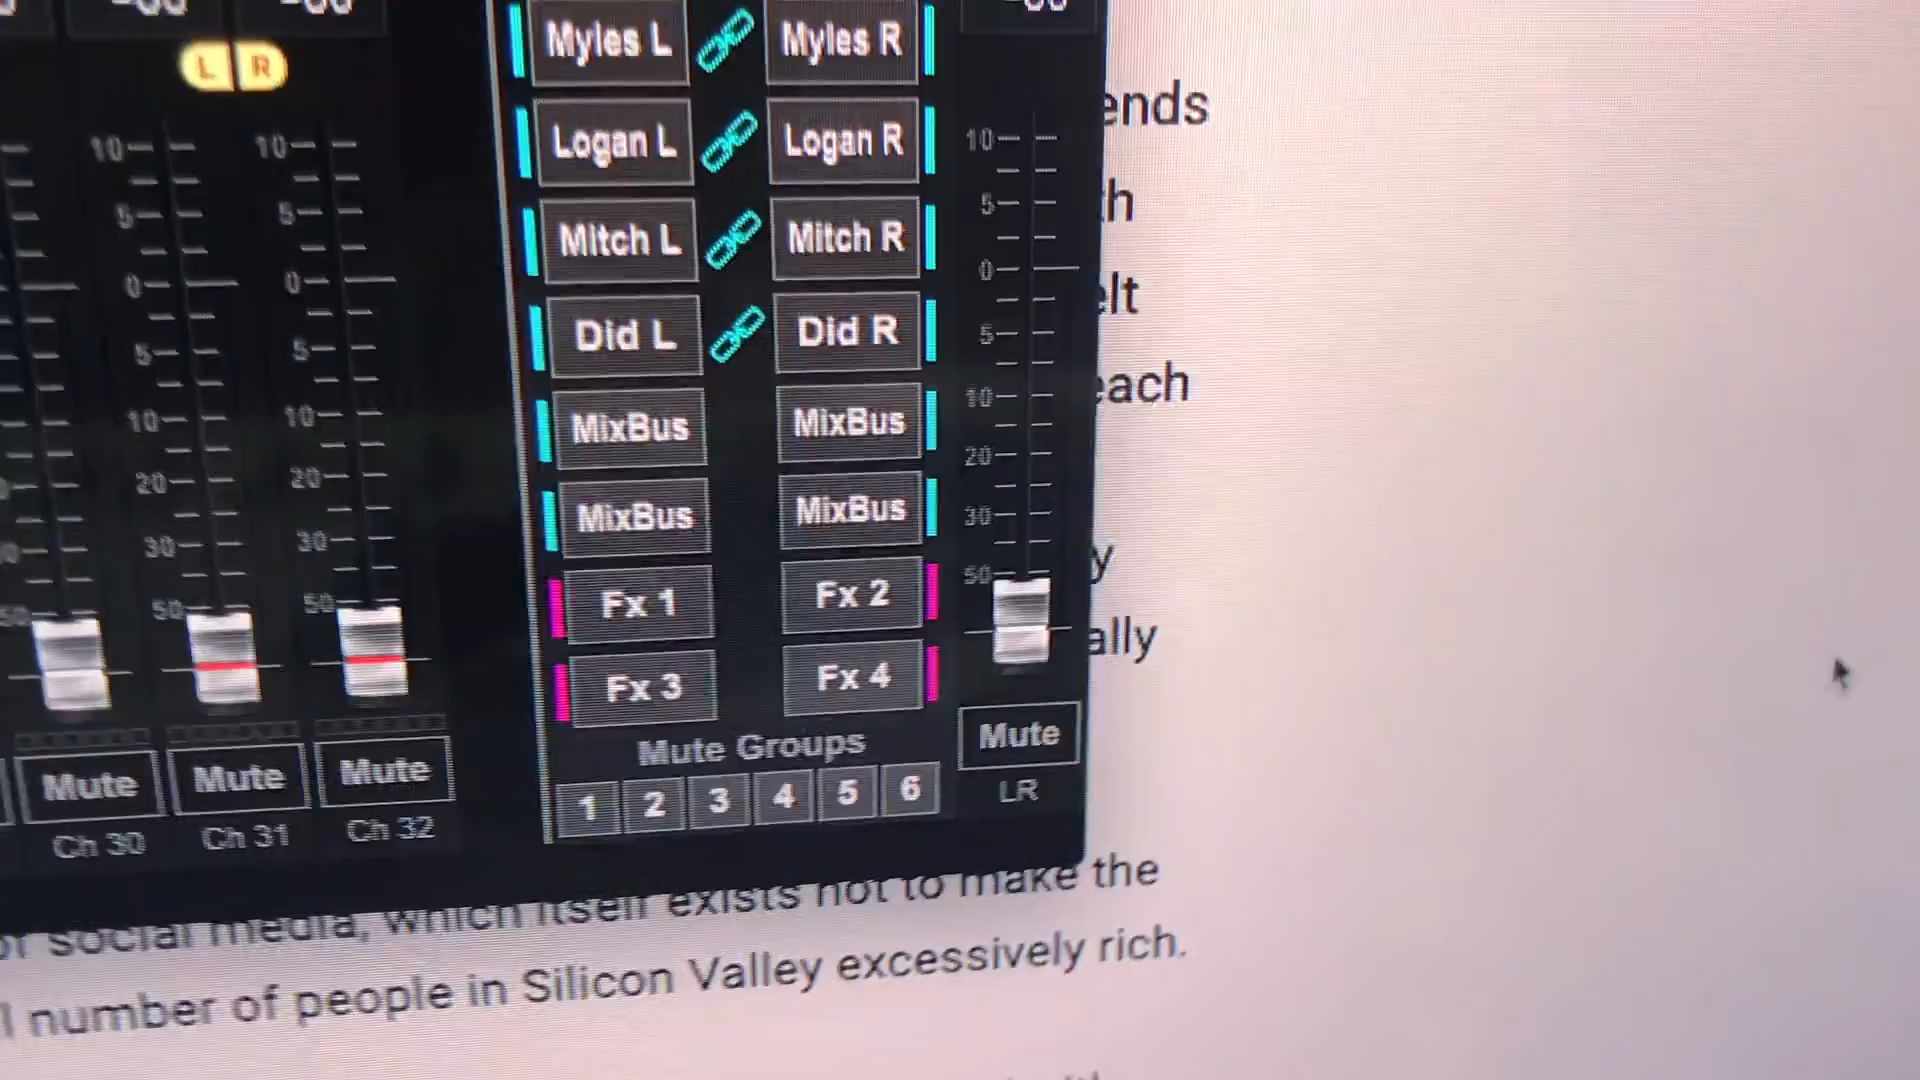 L R
Myles L Myles R
Logan L Logan R
Mitch L Mitch R
Did L Did R
MixBus MixBus
MixBus MixBus
Fx 1 Fx 2
Fx 3 Fx 4
Mute Groups
1 2 3 4 5 6
10 10 10
5 5 5
0 0 0
5 5 5
10 10 10
20 20 20
30 30 30
50 50 50
Mute Mute Mute Mute
Ch 30 Ch 31 Ch 32 LR
ends
each
ally
social media, which itself exists not to make the
number of people in Silicon Valley excessively rich.